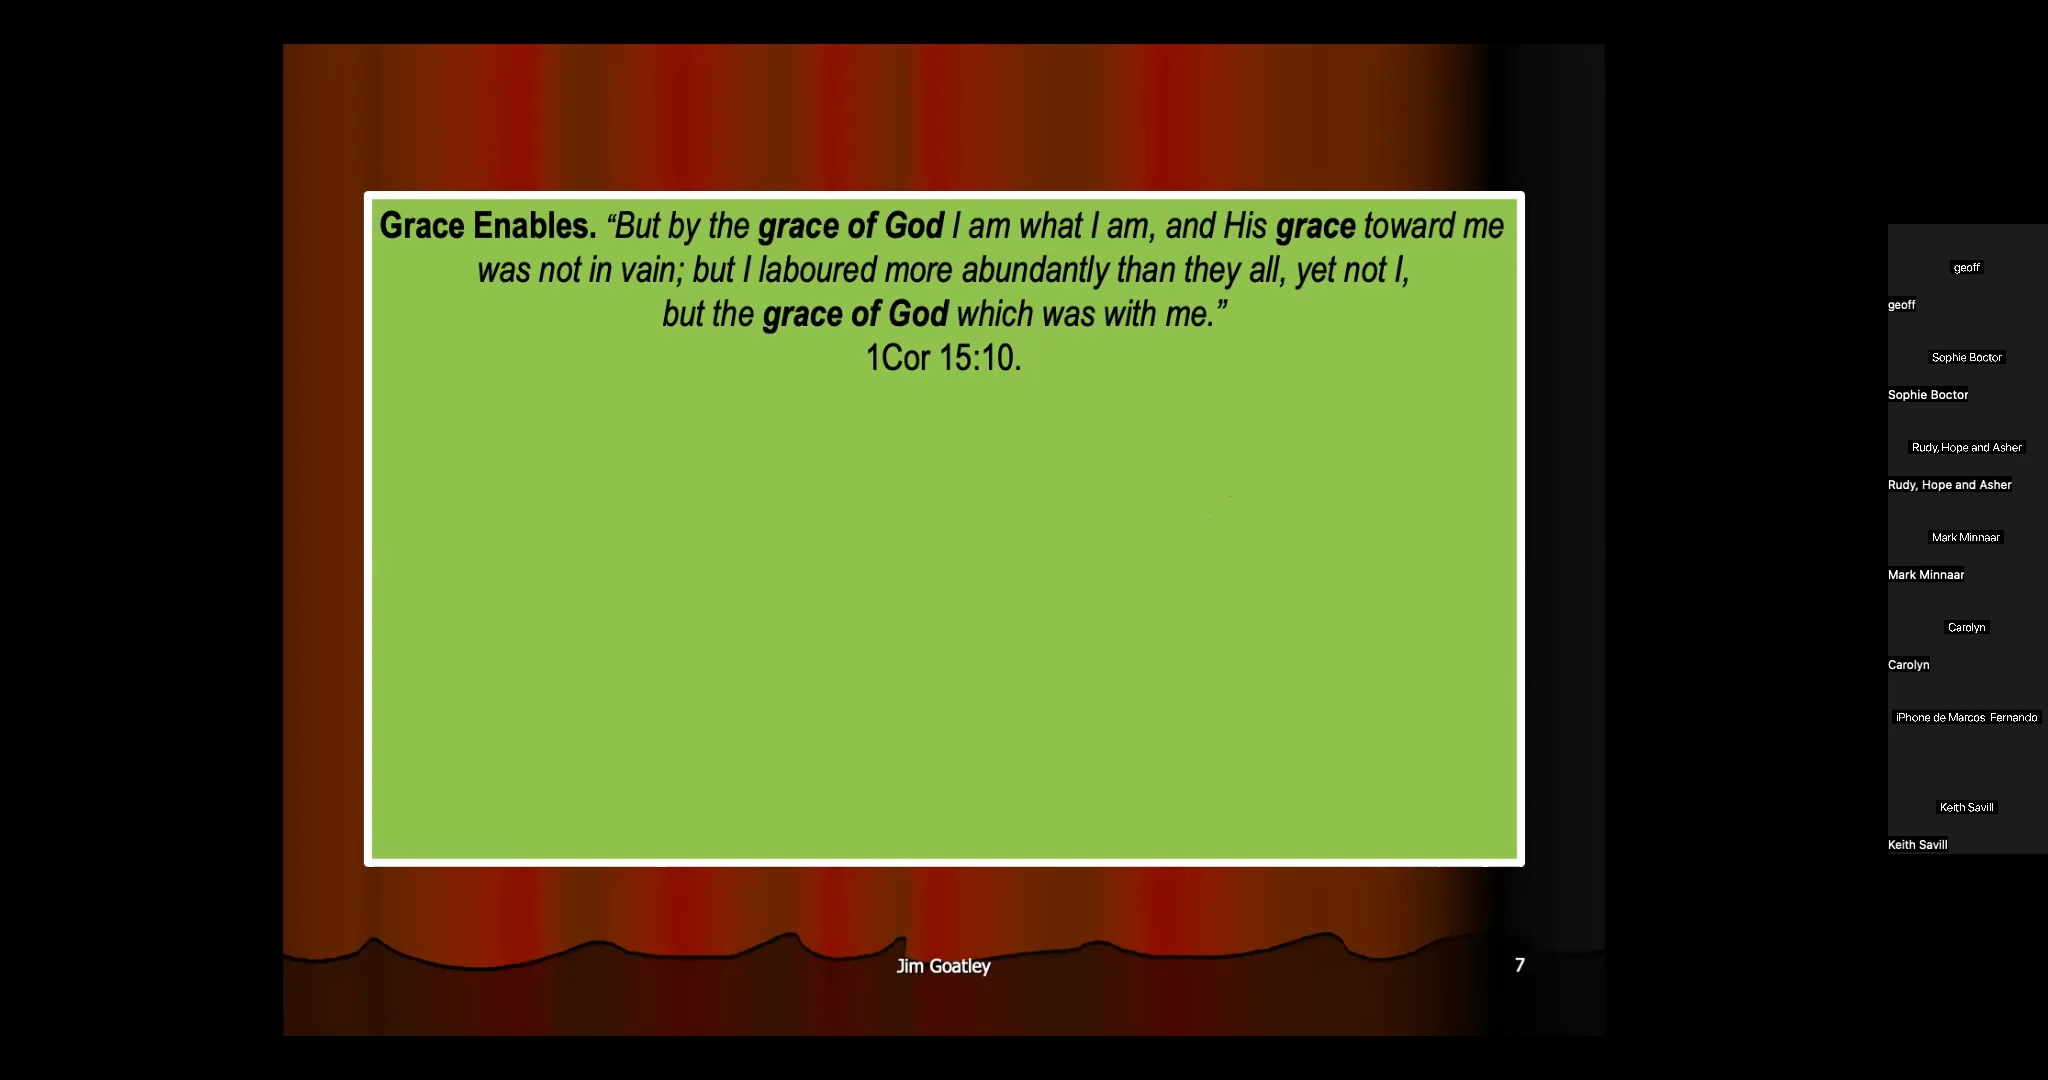 Grace Enables. “But by the grace of God I am what I am, and His grace toward me
was not in vain; but I laboured more abundantly than they all, yet not I,
but the grace of God which was with me.”
1Cor 15:10.
Jim Goatley
7
geoff
geoff
Sophie Boctor
Sophie Boctor
Rudy, Hope and Asher
Rudy, Hope and Asher
Mark Minnaar
Mark Minnaar
Carolyn
Carolyn
iPhone de Marcos Fernando
Keith Savill
Keith Savill